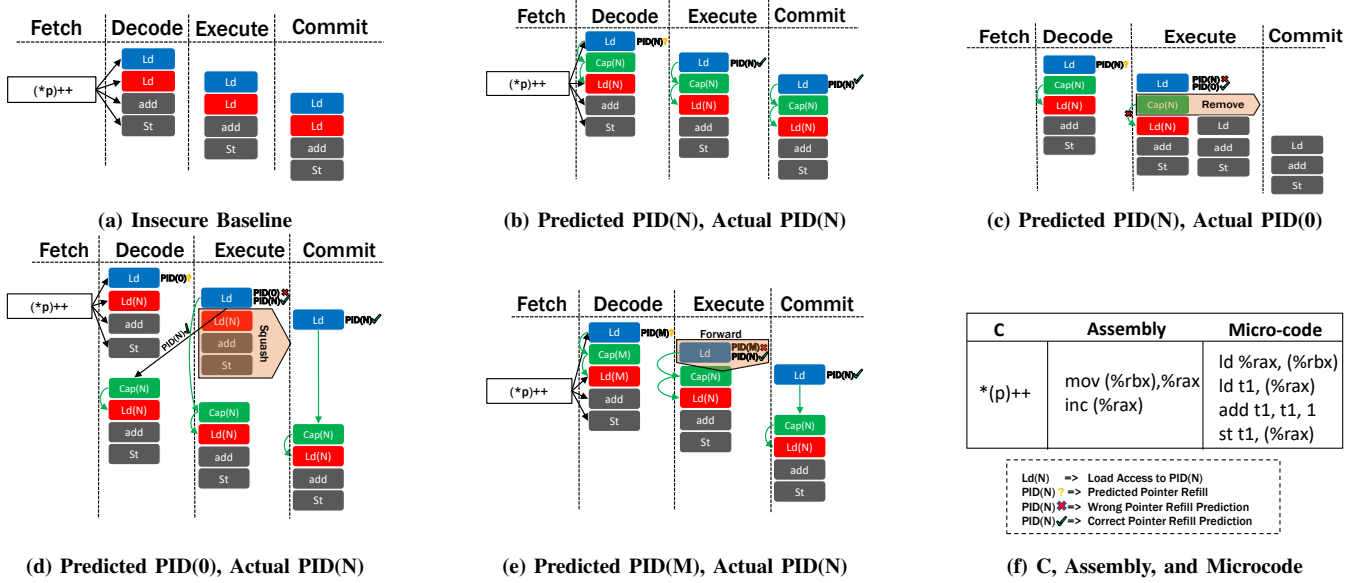 Fetch Decode Execute Commit
(*p)++
Ld
Ld
add
St
Ld
Ld
add
St
Ld
Ld
add
St
(a) Insecure Baseline
Fetch Decode Execute Commit
(*p)++
Ld PID(N)?
Cap(N)
Ld(N)
add
St
Ld PID(N)✔
Cap(N)
Ld(N)
add
St
Ld PID(N)✔
Cap(N)
Ld(N)
add
St
(b) Predicted PID(N), Actual PID(N)
Fetch Decode Execute Commit
Ld PID(N)?
Cap(N)
Ld(N)
add
St
Ld PID(N)✖
PID(0)✔
Cap(N) Remove
✖
Ld(N) Ld
add add
St St
Ld
add
St
(c) Predicted PID(N), Actual PID(0)
Fetch Decode Execute Commit
(*p)++
Ld PID(0)?
Ld(N)
add
St
PID(N)✔
Cap(N)
Ld(N)
add
St
Ld PID(0)✖
PID(N)✔
Ld(N)
add
St
Squash
Cap(N)
Ld(N)
add
St
Ld PID(N)✔
Cap(N)
Ld(N)
add
St
(d) Predicted PID(0), Actual PID(N)
Fetch Decode Execute Commit
(*p)++
Ld PID(M)?
Cap(M)
Ld(M)
add
St
Forward
Ld PID(M)✖
PID(N)✔
Cap(N)
Ld(N)
add
St
Ld PID(N)✔
Cap(N)
Ld(N)
add
St
(e) Predicted PID(M), Actual PID(N)
C Assembly Micro-code
*(p)++
mov (%rbx),%rax
inc (%rax)
ld %rax, (%rbx)
ld t1, (%rax)
add t1, t1, 1
st t1, (%rax)
Ld(N) => Load Access to PID(N)
PID(N)? => Predicted Pointer Refill
PID(N)✖=> Wrong Pointer Refill Prediction
PID(N)✔=> Correct Pointer Refill Prediction
(f) C, Assembly, and Microcode